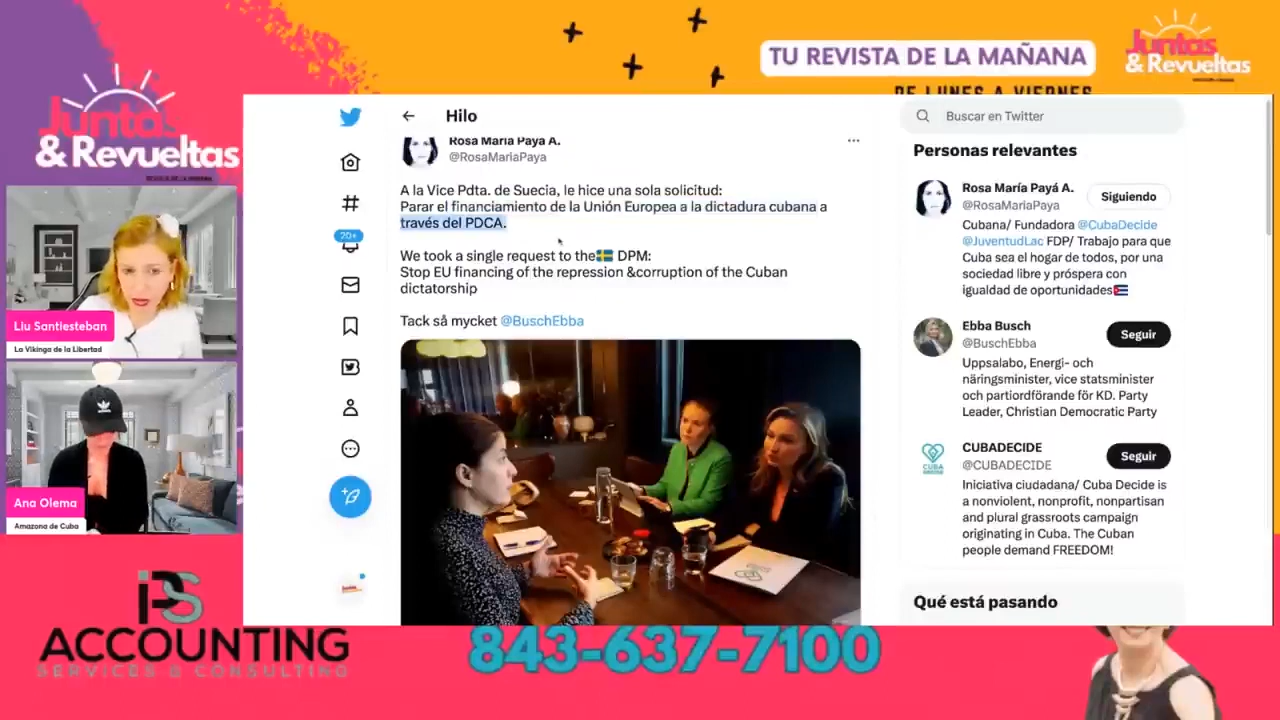 TU REVISTA DE LA MAÑANA
Juntas
& Revueltas
DE LUNES A VIERNES
Juntas
& Revueltas
Liu Santiesteban
La Vikinga de la Libertad
Ana Olema
Amazona de Cuba
20+
Hilo
Rosa María Payá A.
@RosaMariaPaya
A la Vice Pdta. de Suecia, le hice una sola solicitud:
Parar el financiamiento de la Unión Europea a la dictadura cubana a
través del PDCA.
We took a single request to the🇸🇪 DPM:
Stop EU financing of the repression &corruption of the Cuban
dictatorship
Tack så mycket @BuschEbba
Buscar en Twitter
Personas relevantes
Rosa María Payá A.
@RosaMariaPaya
Siguiendo
Cubana/ Fundadora @CubaDecide
@JuventudLac FDP/ Trabajo para que
Cuba sea el hogar de todos, por una
sociedad libre y próspera con
igualdad de oportunidades🇨🇺
Ebba Busch
@BuschEbba
Seguir
Uppsalabo, Energi- och
näringsminister, vice statsminister
och partiordförande för KD. Party
Leader, Christian Democratic Party
CUBADECIDE
@CUBADECIDE
Seguir
Iniciativa ciudadana/ Cuba Decide is
a nonviolent, nonprofit, nonpartisan
and plural grassroots campaign
originating in Cuba. The Cuban
people demand FREEDOM!
Qué está pasando
CUBA
IPS
ACCOUNTING
SERVICES & CONSULTING
843-637-7100